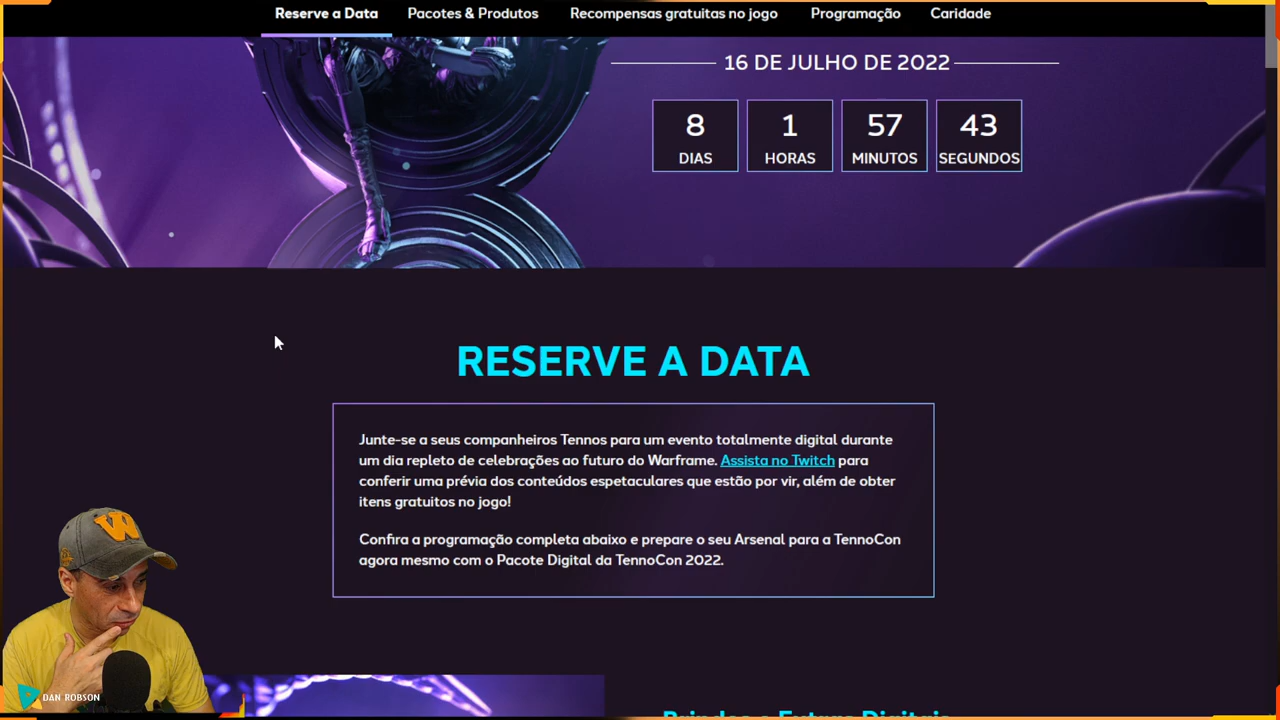 Reserve a Data Pacotes & Produtos Recompensas gratuitas no jogo Programação Caridade
16 DE JULHO DE 2022
8 1 57 43
DIAS HORAS MINUTOS SEGUNDOS
RESERVE A DATA
Junte-se a seus companheiros Tennos para um evento totalmente digital durante
um dia repleto de celebrações ao futuro do Warframe. Assista no Twitch para
conferir uma prévia dos conteúdos espetaculares que estão por vir, além de obter
itens gratuitos no jogo!
Confira a programação completa abaixo e prepare o seu Arsenal para a TennoCon
agora mesmo com o Pacote Digital da TennoCon 2022.
W
DAN ROBSON